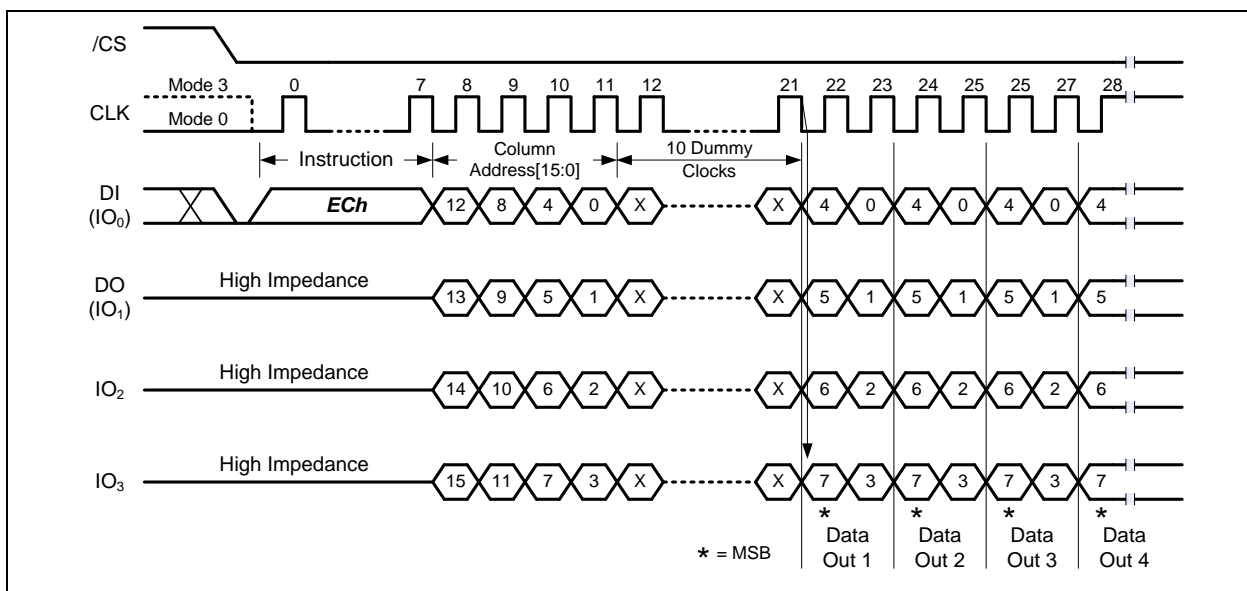 /CS
Mode 3 0 7 8 9 10 11 12 21 22 23 24 25 25 27 28
CLK
Mode 0
Instruction Column 10 Dummy
Address[15:0] Clocks
DI
(IO0) ECh 12 8 4 0 X X 4 0 4 0 4 0 4
High Impedance
DO
(IO1) 13 9 5 1 X X 5 1 5 1 5 1 5
High Impedance
IO2 14 10 6 2 X X 6 2 6 2 6 2 6
High Impedance
IO3 15 11 7 3 X X 7 3 7 3 7 3 7
* * * *
* = MSB
Data Data Data Data
Out 1 Out 2 Out 3 Out 4